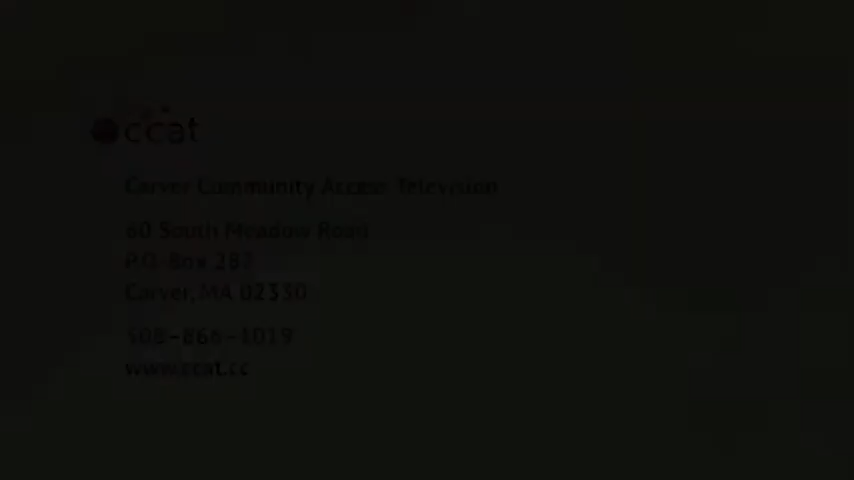 ccat
Carver Community Access Television
60 South Meadow Road
P.O. Box 287
Carver, MA 02330
508-866-1019
www.ccat.cc